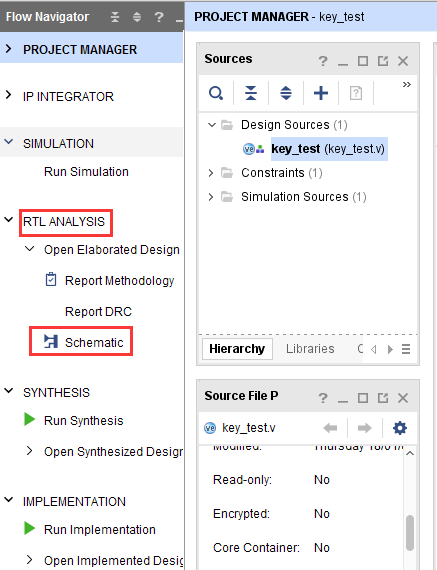 Flow Navigator
PROJECT MANAGER
IP INTEGRATOR
SIMULATION
Run Simulation
RTL ANALYSIS
Open Elaborated Design
Report Methodology
Report DRC
Schematic
SYNTHESIS
Run Synthesis
Open Synthesized Design
IMPLEMENTATION
Run Implementation
Open Implemented Desig
PROJECT MANAGER - key_test
Sources
Design Sources (1)
key_test (key_test.v)
Constraints (1)
Simulation Sources (1)
Hierarchy Libraries
Source File P
key_test.v
Modified: Thursday 18/01/
Read-only: No
Encrypted: No
Core Container: No